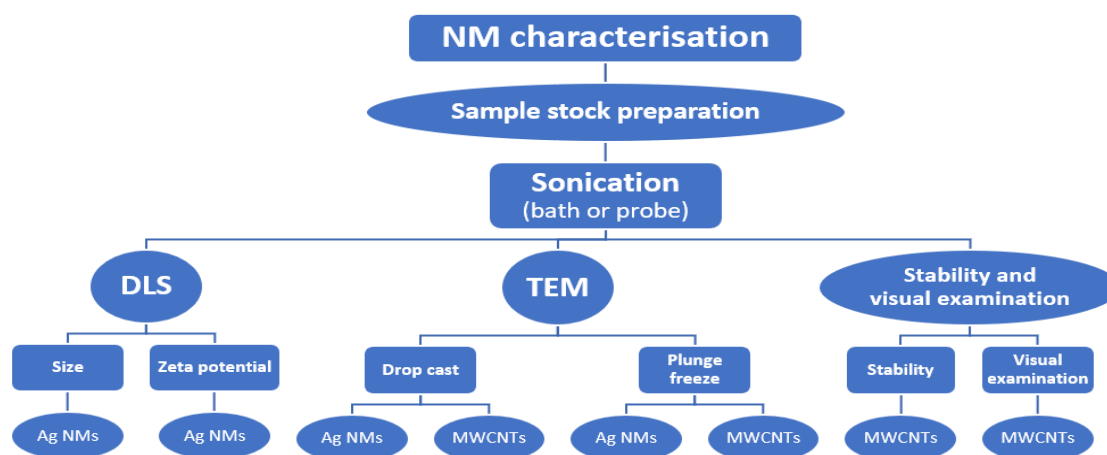 NM characterisation
Sample stock preparation
Sonication
(bath or probe)
DLS
TEM
Stability and
visual examination
Size
Zeta potential
Drop cast
Plunge
freeze
Stability
Visual
examination
Ag NMs
Ag NMs
Ag NMs
MWCNTs
Ag NMs
MWCNTs
MWCNTs
MWCNTs